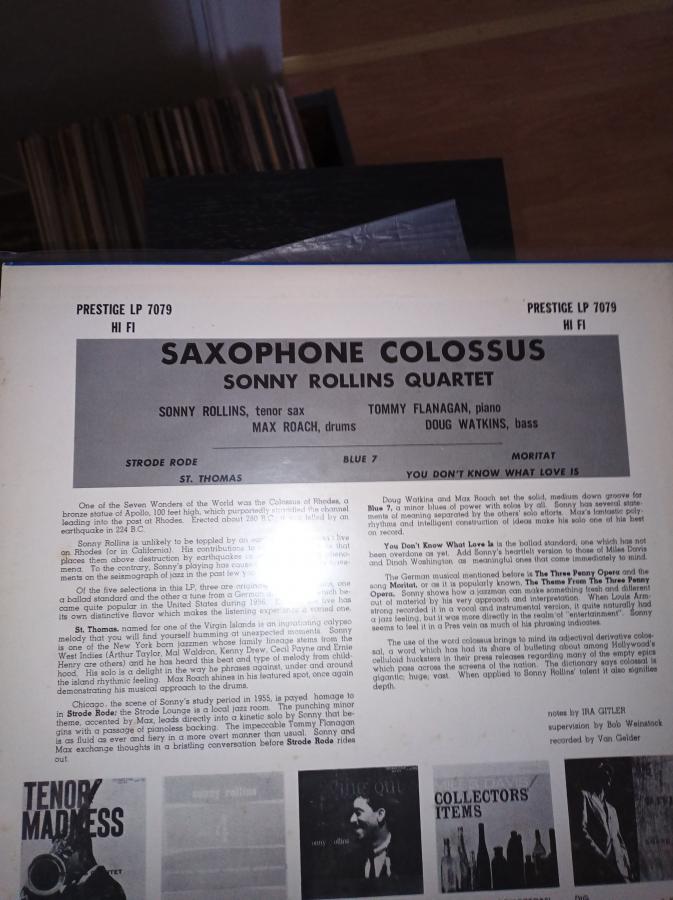 PRESTIGE LP 7079
HI FI
PRESTIGE LP 7079
HI FI
SAXOPHONE COLOSSUS
SONNY ROLLINS QUARTET
SONNY ROLLINS, tenor sax
TOMMY FLANAGAN, piano
MAX ROACH, drums
DOUG WATKINS, bass
STRODE RODE
BLUE 7
MORITAT
ST. THOMAS
YOU DON'T KNOW WHAT LOVE IS
One of the Seven Wonders of the World was the Colossus of Rhodes, a
bronze statue of Apollo, 100 feet high, which purportedly straddled the channel
leading into the port at Rhodes. Erected about 280 B.C. it was felled by an
earthquake in 224 B.C.
Sonny Rollins is unlikely to be toppled by an live
on Rhodes (or in California). His contributions to that
places them above destruction by earthquakes
mena. To the contrary, Sonny's playing has
ments on the seismograph of jazz in the past few
Of the five selections in this LP, three are one
a ballad standard and the other a tune from a German
came quite popular in the United States during 1956.
its own distinctive flavor which makes the listening experience a varied one.
St. Thomas, named for one of the Virgin Islands is an ingratiating calypso
melody that you will find yourself humming at unexpected moments. Sonny
is one of the New York born jazzmen whose family lineage stems from the
West Indies (Arthur Taylor, Mal Waldron, Kenny Drew, Cecil Payne and Ernie
Henry are others) and he has heard this beat and type of melody from child-
hood. His solo is a delight in the way he phrases against, under and around
the island rhythmic feeling. Max Roach shines in his featured spot, once again
demonstrating his musical approach to the drums.
Chicago, the scene of Sonny's study period in 1955, is payed homage to
in Strode Rode; the Strode Lounge is a local jazz room. The punching minor
theme, accented by Max, leads directly into a kinetic solo by Sonny that be-
gins with a passage of pianoless backing. The impeccable Tommy Flanagan
is as fluid as ever and fiery in a more overt manner than usual. Sonny and
Max exchange thoughts in a bristling conversation before Strode Rode rides
out.
Doug Watkins and Max Roach set the solid, medium down groove for
Blue 7, a minor blues of power with solos by all. Sonny has several state-
ments of meaning separated by the others' solo efforts. Max's fantastic poly-
rhythms and intelligent construction of ideas make his solo one of his best
on record.
You Don't Know What Love Is is the ballad standard, one which has not
been overdone as yet. Add Sonny's heartfelt version to those of Miles Davis
and Dinah Washington as meaningful ones that come immediately to mind.
The German musical mentioned before is The Three Penny Opera and the
song Moritat, or as it is popularly known, The Theme From The Three Penny
Opera. Sonny shows how a jazzman can make something fresh and different
out of material by his very approach and interpretation. When Louis Arm-
strong recorded it in a vocal and instrumental version, it quite naturally had
a jazz feeling, but it was more directly in the realm of "entertainment". Sonny
seems to feel it in a Pres vein as much of his phrasing indicates.
The use of the word colossus brings to mind its adjectival derivative colos-
sal, a word which has had its share of bulleting about among Hollywood's
celluloid hucksters in their press releases regarding many of the empty epics
which pass across the screens of the nation. The dictionary says colossal is
gigantic; huge; vast. When applied to Sonny Rollins' talent it also signifies
depth.
notes by IRA GITLER
supervision by Bob Weinstock
recorded by Van Gelder
TENOR
MADNESS
sonny rollins
sonny rollins
MILES DAVIS
COLLECTORS'
ITEMS
DIG